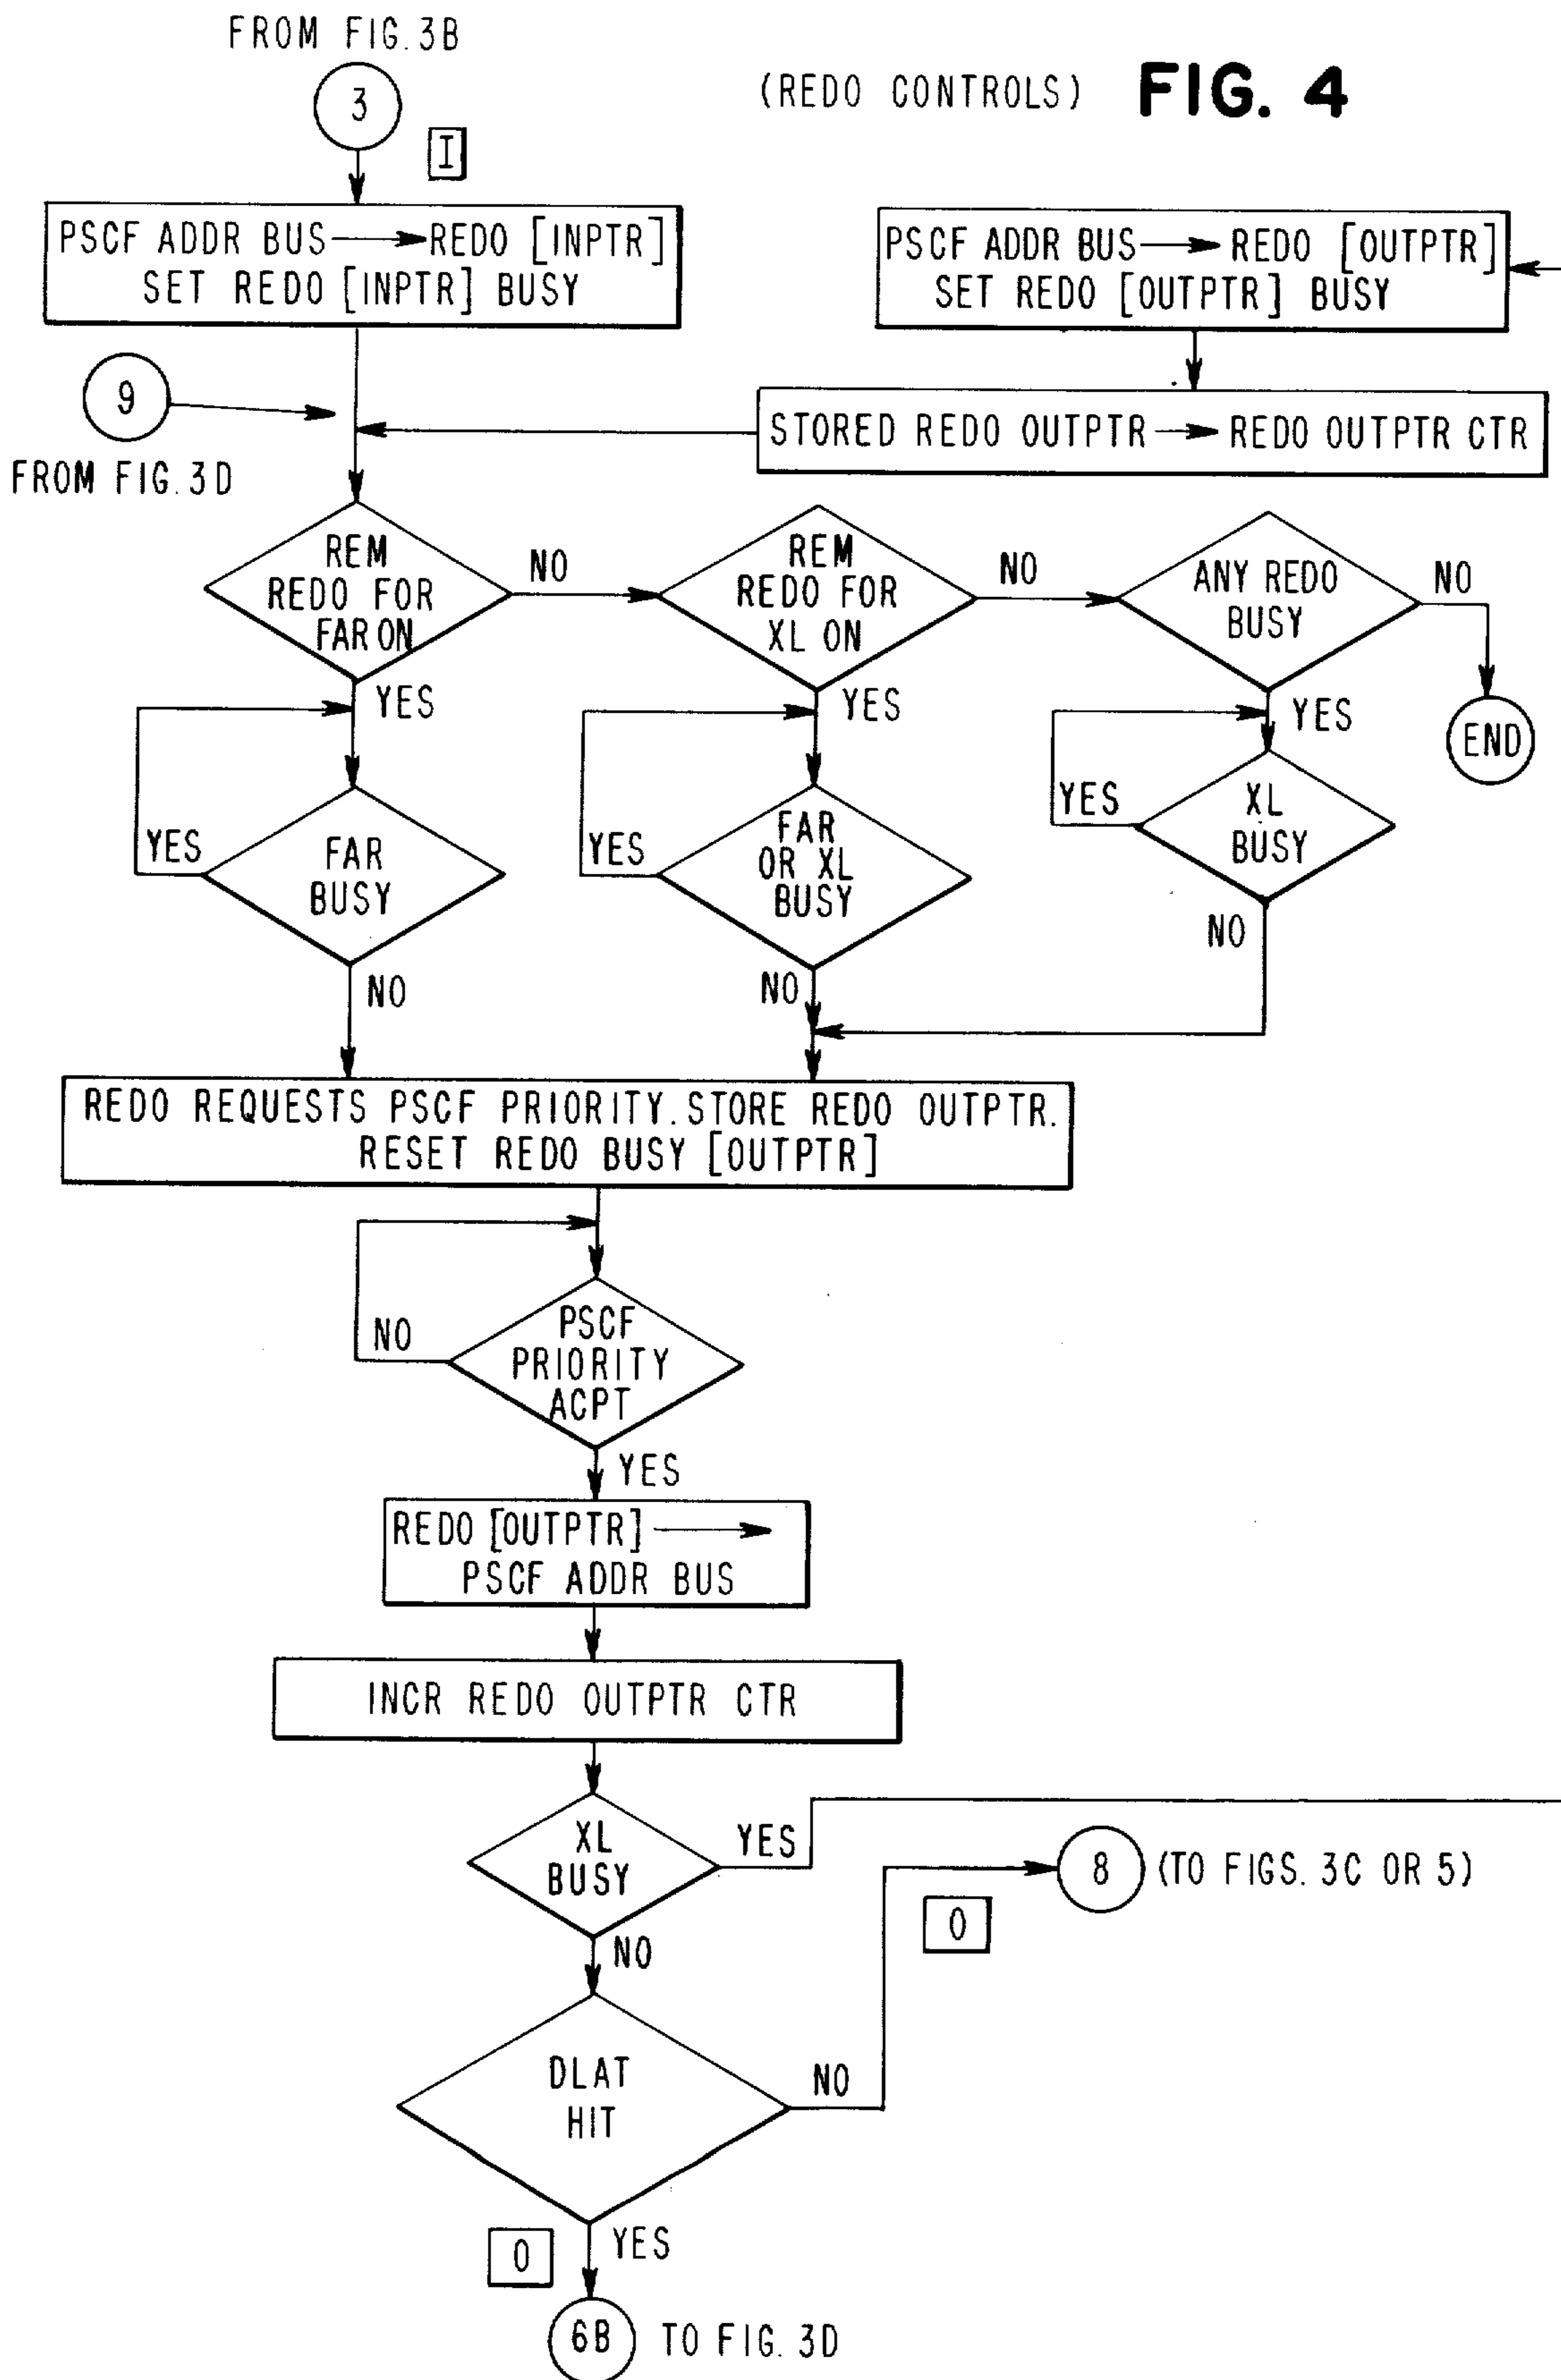 FROM FIG. 3B
3
(REDO CONTROLS) FIG. 4
I
PSCF ADDR BUS → REDO [INPTR]
SET REDO [INPTR] BUSY
PSCF ADDR BUS → REDO [OUTPTR]
SET REDO [OUTPTR] BUSY
9
FROM FIG. 3D
STORED REDO OUTPTR → REDO OUTPTR CTR
REM
REDO FOR
FAR ON
NO
REM
REDO FOR
XL ON
NO
ANY REDO
BUSY
NO
END
YES
YES
YES
YES
FAR
BUSY
NO
YES
FAR
OR XL
BUSY
NO
YES
XL
BUSY
NO
REDO REQUESTS PSCF PRIORITY. STORE REDO OUTPTR.
RESET REDO BUSY [OUTPTR]
NO
PSCF
PRIORITY
ACPT
YES
REDO [OUTPTR] →
PSCF ADDR BUS
INCR REDO OUTPTR CTR
XL
BUSY
YES
NO
8 (TO FIGS. 3C OR 5)
0
DLAT
HIT
NO
0
YES
6B TO FIG. 3D